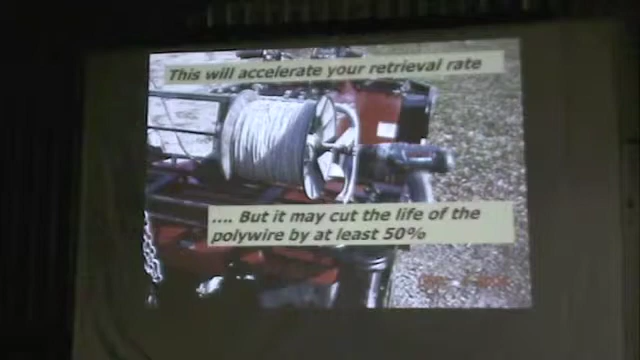 This will accelerate your retrieval rate
.... But it may cut the life of the
polywire by at least 50%